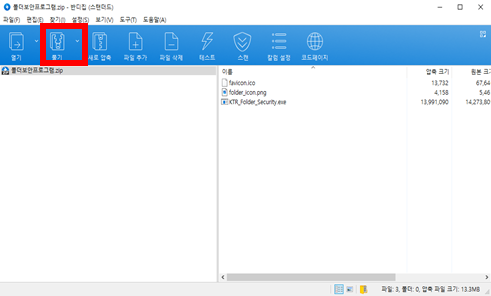 폴더보안프로그램.zip - 반디집 (스탠더드)
파일(F) 편집(E) 찾기(I) 설정(S) 보기(V) 도구(T) 도움말(A)
열기 풀기 새로 압축 파일 추가 파일 삭제 테스트 스캔 칼럼 설정 코드페이지
폴더보안프로그램.zip
이름 압축 크기 원본 크
favicon.ico 13,732 67,64
folder_icon.png 4,158 5,46
KTR_Folder_Security.exe 13,991,090 14,273,80
파일: 3, 폴더: 0, 압축 파일 크기: 13.3MB